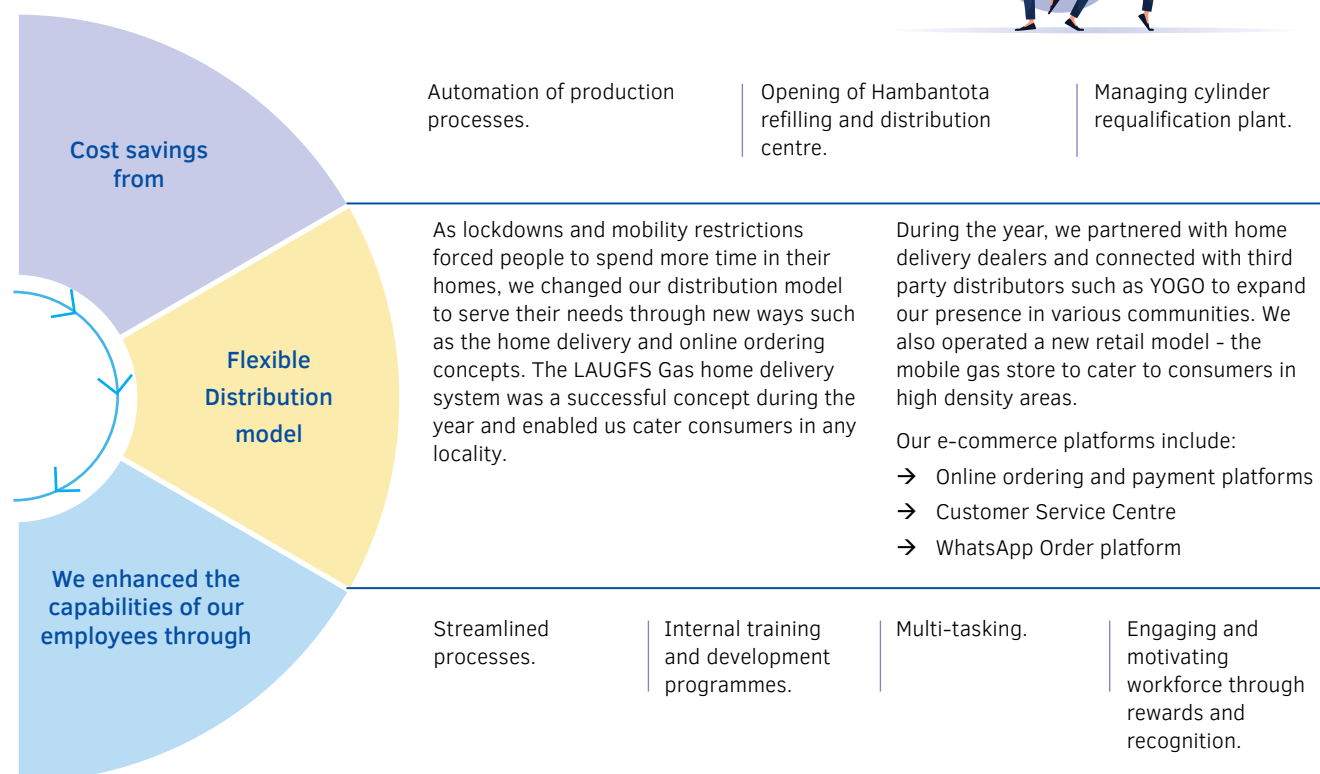 Cost savings
from
Automation of production
processes.
Opening of Hambantota
refilling and distribution
centre.
Managing cylinder
requalification plant.
Flexible
Distribution
model
As lockdowns and mobility restrictions
forced people to spend more time in their
homes, we changed our distribution model
to serve their needs through new ways such
as the home delivery and online ordering
concepts. The LAUGFS Gas home delivery
system was a successful concept during the
year and enabled us cater consumers in any
locality.
During the year, we partnered with home
delivery dealers and connected with third
party distributors such as YOGO to expand
our presence in various communities. We
also operated a new retail model - the
mobile gas store to cater to consumers in
high density areas.
Our e-commerce platforms include:
→ Online ordering and payment platforms
→ Customer Service Centre
→ WhatsApp Order platform
We enhanced the
capabilities of our
employees through
Streamlined
processes.
Internal training
and development
programmes.
Multi-tasking.
Engaging and
motivating
workforce through
rewards and
recognition.